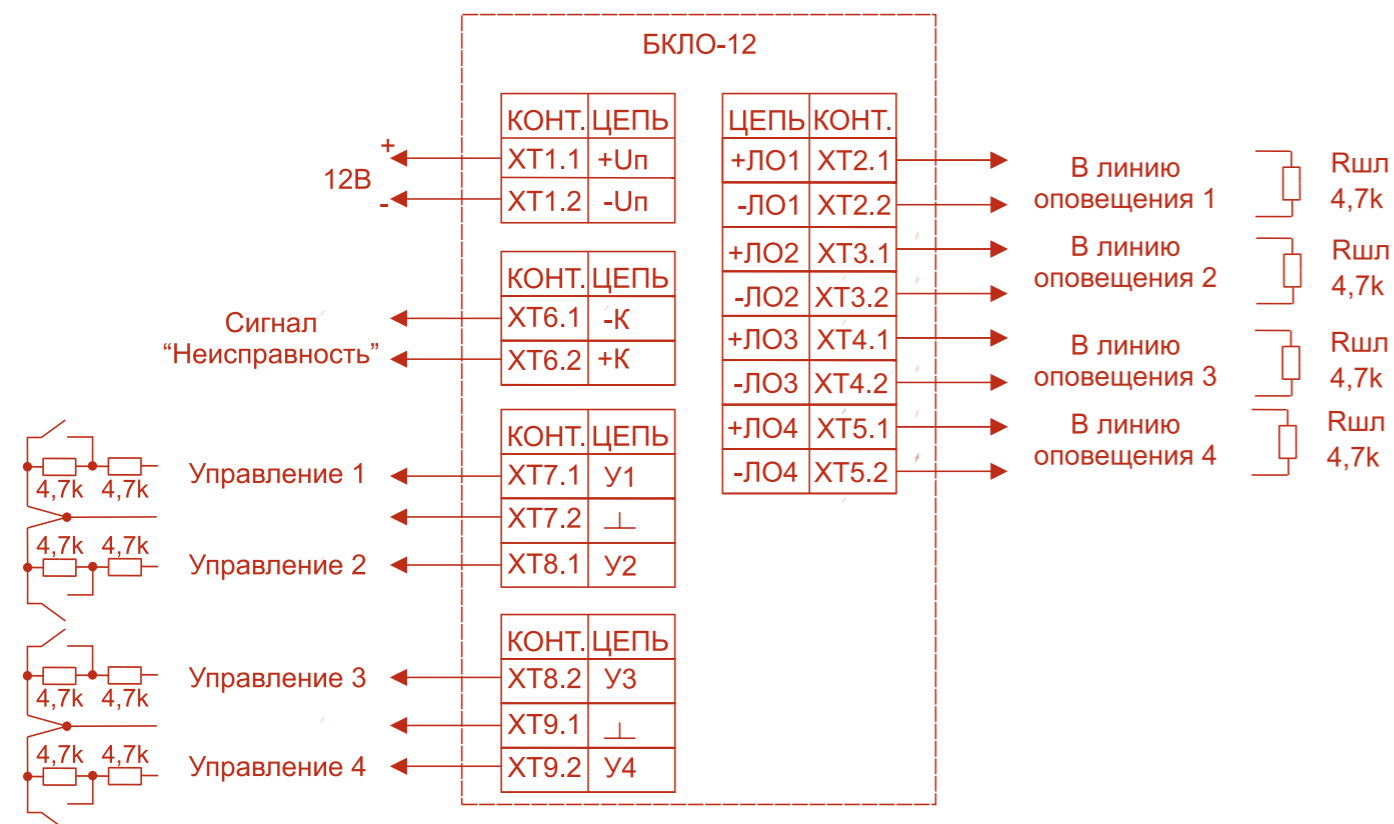 БКЛО-12
КОНТ. ЦЕПЬ
+ XT1.1 +Uп
12В
- XT1.2 -Uп
КОНТ. ЦЕПЬ
XT6.1 -К
Сигнал
“Неисправность”
XT6.2 +К
КОНТ. ЦЕПЬ
4,7k 4,7k Управление 1 XT7.1 У1
XT7.2 ⊥
4,7k 4,7k Управление 2 XT8.1 У2
КОНТ. ЦЕПЬ
4,7k 4,7k Управление 3 XT8.2 У3
XT9.1 ⊥
4,7k 4,7k Управление 4 XT9.2 У4
ЦЕПЬ КОНТ.
+ЛО1 XT2.1
-ЛО1 XT2.2
+ЛО2 XT3.1
-ЛО2 XT3.2
+ЛО3 XT4.1
-ЛО3 XT4.2
+ЛО4 XT5.1
-ЛО4 XT5.2
В линию
оповещения 1
Rшл
4,7k
В линию
оповещения 2
Rшл
4,7k
В линию
оповещения 3
Rшл
4,7k
В линию
оповещения 4
Rшл
4,7k